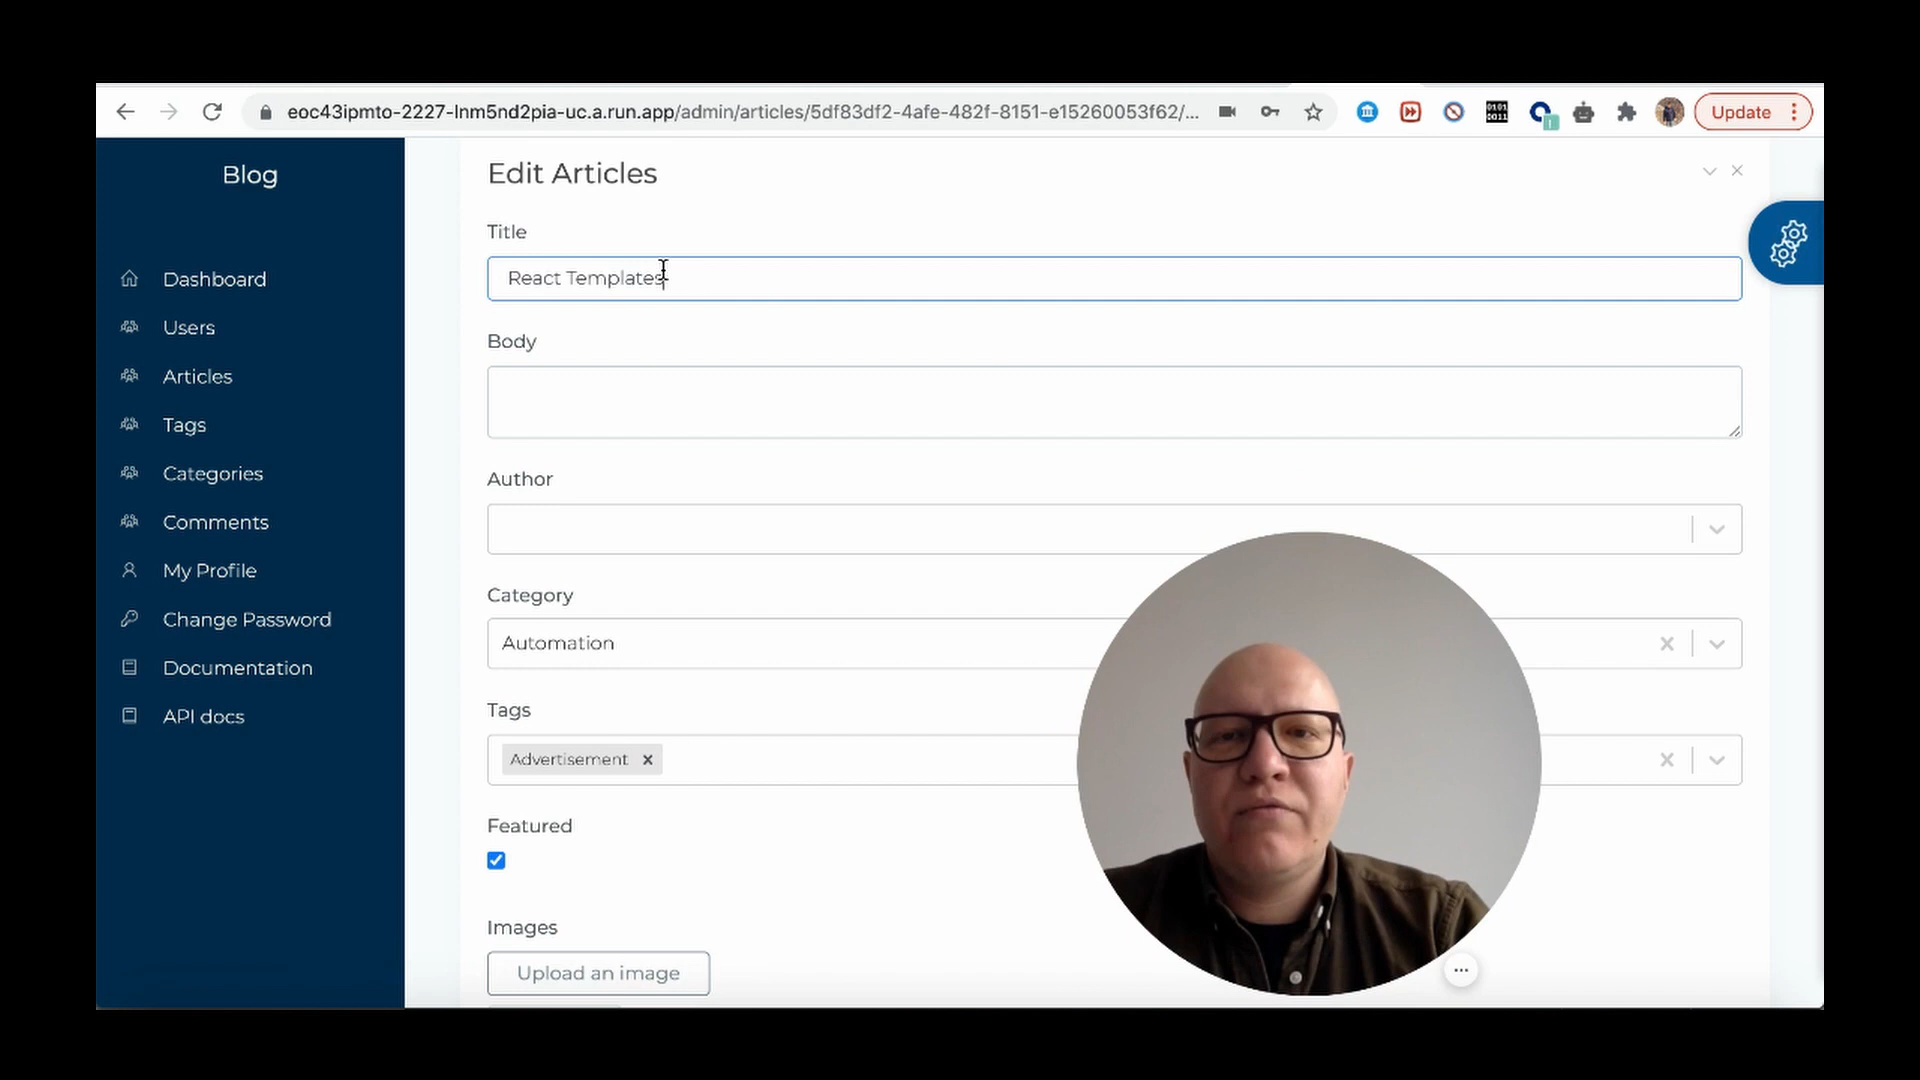 eoc43ipmto-2227-lnm5nd2pia-uc.a.run.app/admin/articles/5df83df2-4afe-482f-8151-e15260053f62/...
Update
Blog
Dashboard
Users
Articles
Tags
Categories
Comments
My Profile
Change Password
Documentation
API docs
Edit Articles
Title
React Templates
Body
Author
Category
Automation
Tags
Advertisement
Featured
Images
Upload an image